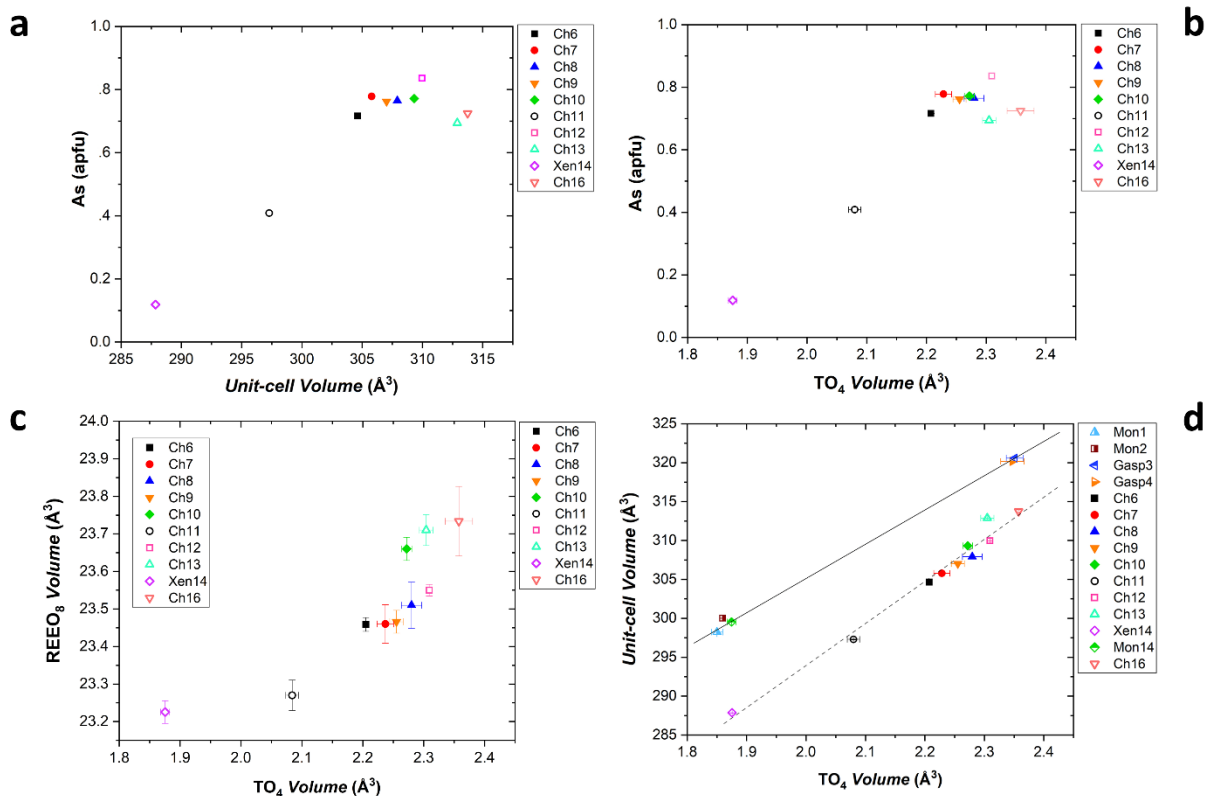 a
As (apfu)
1.0
0.8
0.6
.4
0.2
0.0
285 290 295 300 305 310 315
Unit-cell Volume (Å³)
Ch6
Ch7
Ch8
Ch9
Ch10
Ch11
Ch12
Ch13
Xen14
Ch16
b
As (apfu)
1.0
0.8
0.6
.4
0.2
0.0
1.8 1.9 2.0 2.1 2.2 2.3 2.4
TO₄ Volume (Å³)
Ch6
Ch7
Ch8
Ch9
Ch10
Ch11
Ch12
Ch13
Xen14
Ch16
c
REEO₈ Volume (Å³)
24.0
23.9
23.8
23.7
23.6
23.5
23.4
23.3
23.2
1.8 1.9 2.0 2.1 2.2 2.3 2.4
TO₄ Volume (Å³)
Ch6
Ch7
Ch8
Ch9
Ch10
Ch11
Ch12
Ch13
Xen14
Ch16
Ch6
Ch7
Ch8
Ch9
Ch10
Ch11
Ch12
Ch13
Xen14
Ch16
d
Unit-cell Volume (Å³)
325
320
315
310
305
300
295
290
285
1.8 1.9 2.0 2.1 2.2 2.3 2.4
TO₄ Volume (Å³)
Mon1
Mon2
Gasp3
Gasp4
Ch6
Ch7
Ch8
Ch9
Ch10
Ch11
Ch12
Ch13
Xen14
Mon14
Ch16